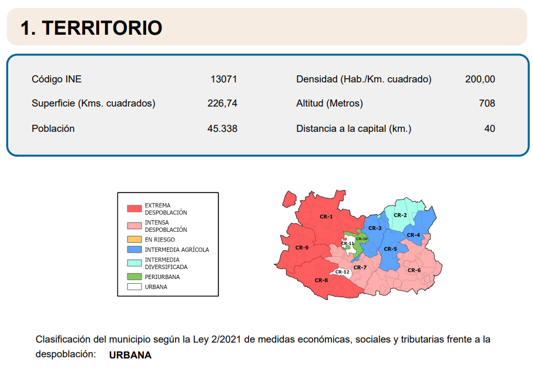 1. TERRITORIO
Código INE 13071 Densidad (Hab./Km. cuadrado) 200,00
Superficie (Kms. cuadrados) 226,74 Altitud (Metros) 708
Población 45.338 Distancia a la capital (km.) 40
EXTREMA
DESPOBLACIÓN
INTENSA
DESPOBLACIÓN
EN RIESGO
INTERMEDIA AGRÍCOLA
INTERMEDIA
DIVERSIFICADA
PERIURBANA
URBANA
CR-1
CR-2
CR-3
CR-4
CR-11
CR-9
CR-5
CR-7
CR-12
CR-6
CR-8
Clasificación del municipio según la Ley 2/2021 de medidas económicas, sociales y tributarias frente a la
despoblación: URBANA